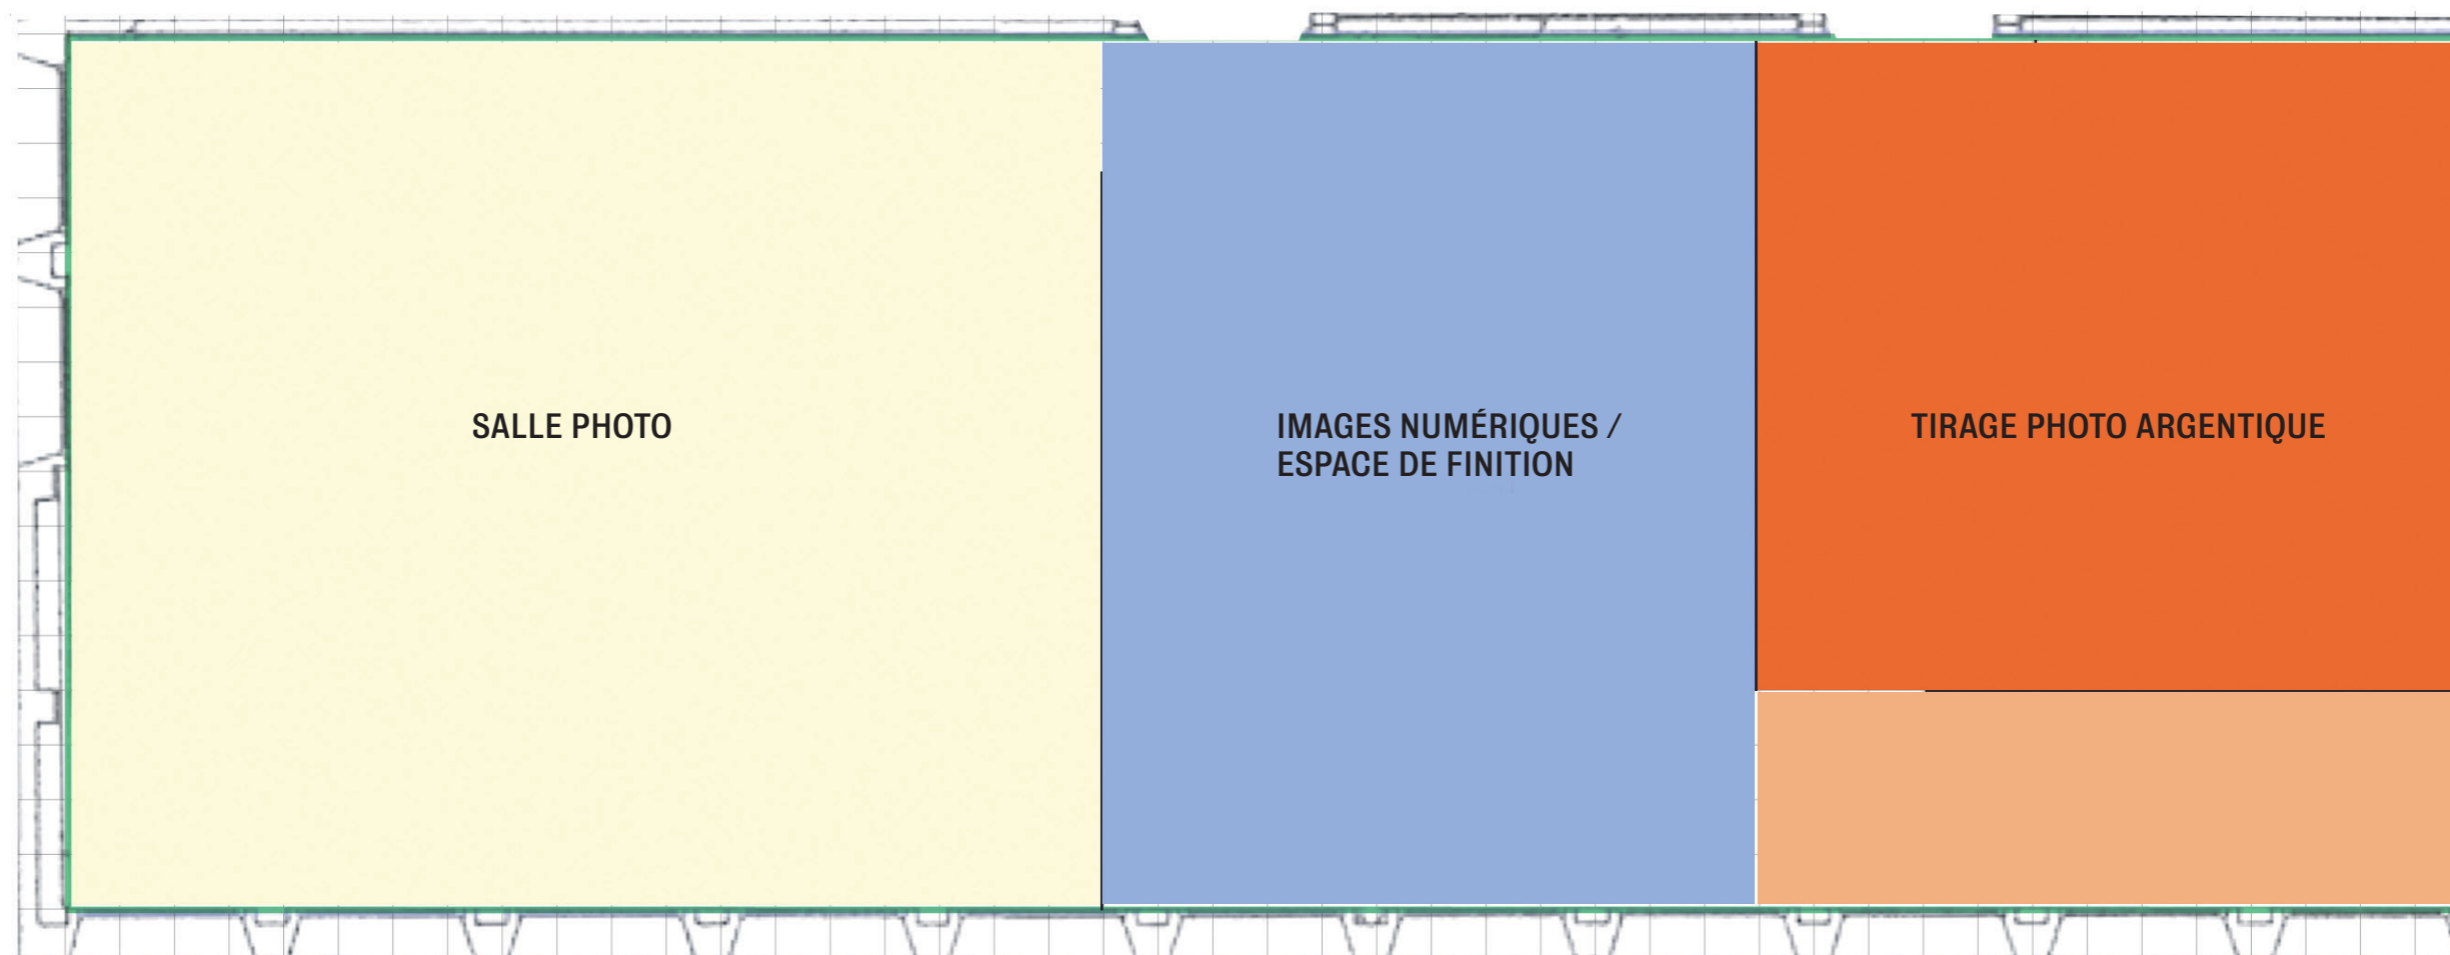 SALLE PHOTO
IMAGES NUMÉRIQUES /
ESPACE DE FINITION
TIRAGE PHOTO ARGENTIQUE